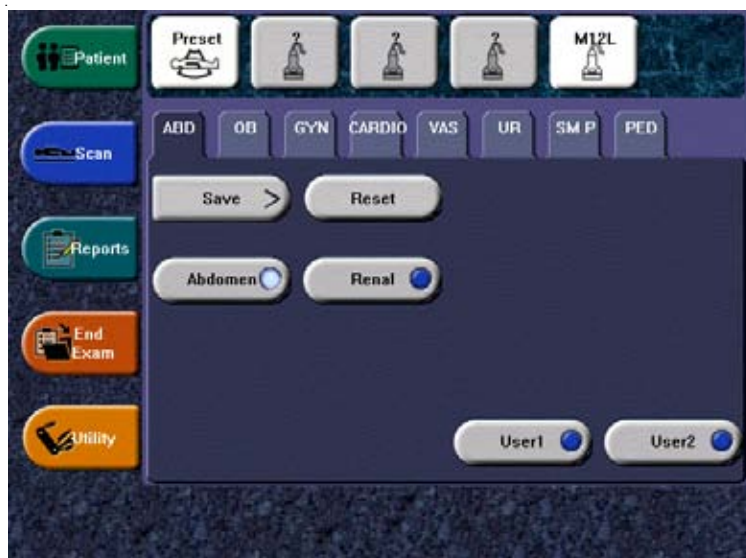 Patient
Preset
?
?
?
M12L
ABD OB GYN CARDIO VAS UR SM P PED
Scan
Save >
Reset
Reports
Abdomen
Renal
End
Exam
Utility
User1
User2